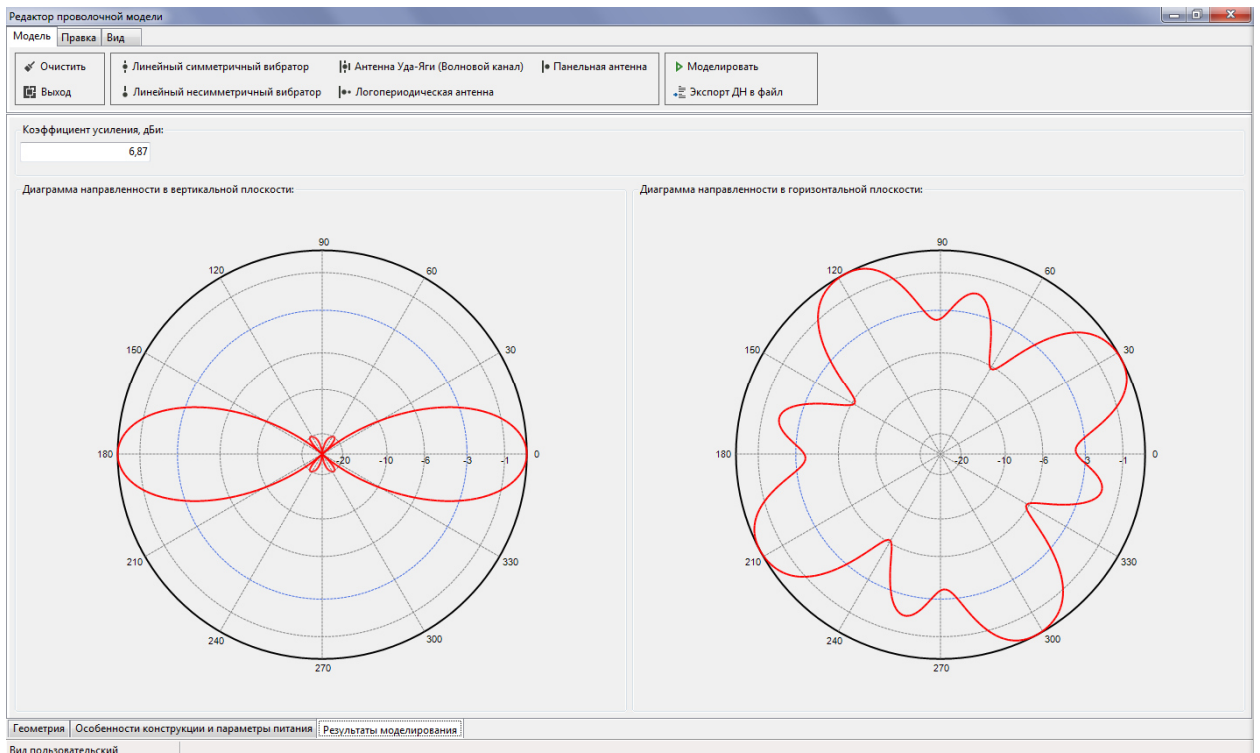 Редактор проволочной модели
Модель Правка Вид
Очистить Линейный симметричный вибратор Антенна Уда-Яги (Волновой канал) Панельная антенна Моделировать
Выход Линейный несимметричный вибратор Логопериодическая антенна Экспорт ДН в файл
Коэффициент усиления, дБи:
6,87
Диаграмма направленности в вертикальной плоскости: Диаграмма направленности в горизонтальной плоскости:
90 90
120 60 120 60
150 30 150 30
180 -20 -10 -6 -3 -1 0 180 -20 -10 -6 -3 -1 0
210 330 210 330
240 300 240 300
270 270
Геометрия Особенности конструкции и параметры питания Результаты моделирования
Вид пользовательский